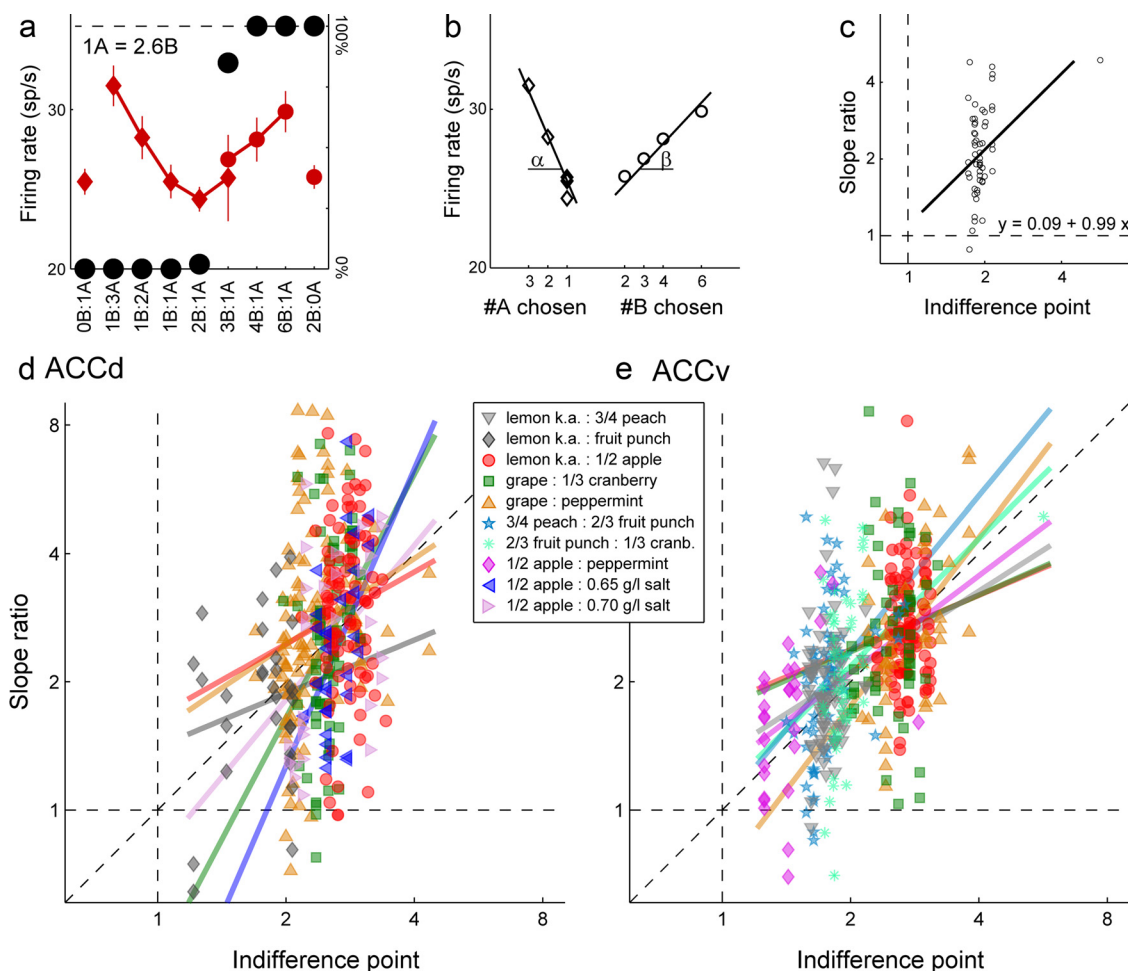 a
1A = 2.6B
Firing rate (sp/s)
30
20
100%
0%
0B:1A
1B:3A
1B:2A
1B:1A
2B:1A
3B:1A
4B:1A
6B:1A
2B:0A
b
Firing rate (sp/s)
30
20
α
β
3 2 1 2 3 4 6
#A chosen #B chosen
c
Slope ratio
4
2
1
y = 0.09 + 0.99 x
1 2 4
Indifference point
d ACCd
Slope ratio
8
4
2
1
1 2 4 8
Indifference point
lemon k.a. : 3/4 peach
lemon k.a. : fruit punch
lemon k.a. : 1/2 apple
grape : 1/3 cranberry
grape : peppermint
3/4 peach : 2/3 fruit punch
2/3 fruit punch : 1/3 cranb.
1/2 apple : peppermint
1/2 apple : 0.65 g/l salt
1/2 apple : 0.70 g/l salt
e ACCv
1 2 4 8
Indifference point